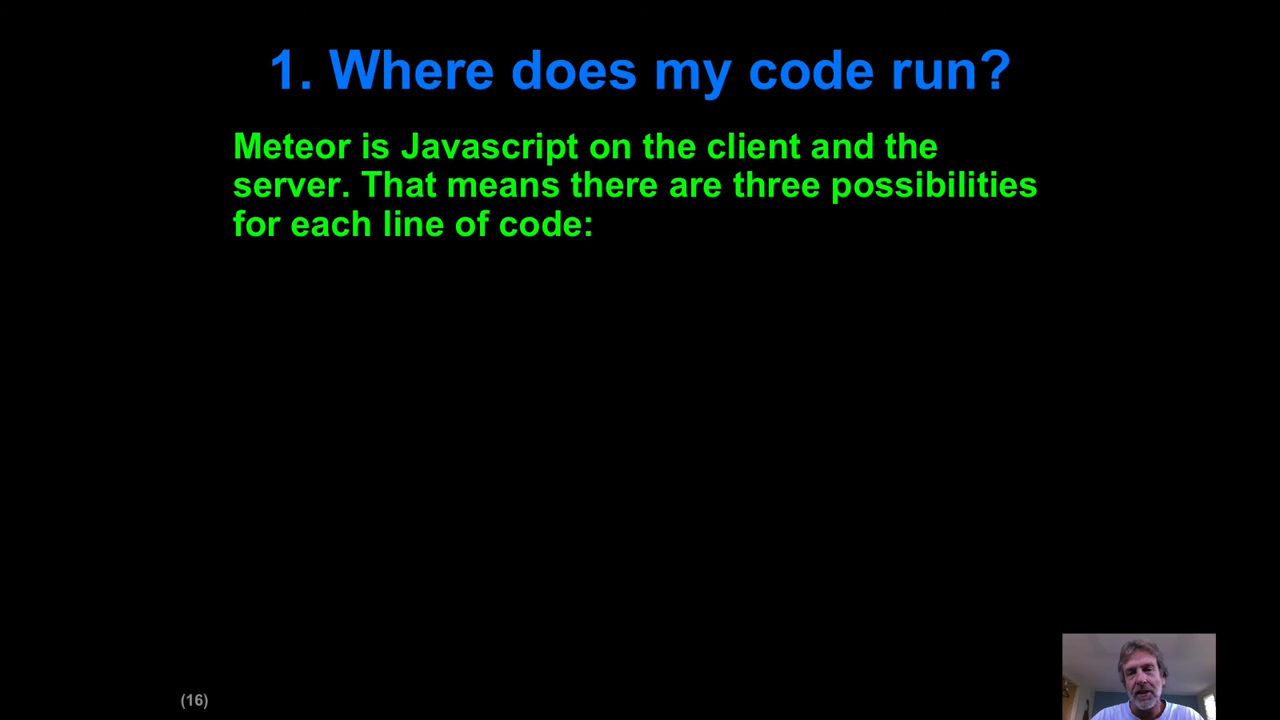 1. Where does my code run?
Meteor is Javascript on the client and the
server. That means there are three possibilities
for each line of code:
(16)